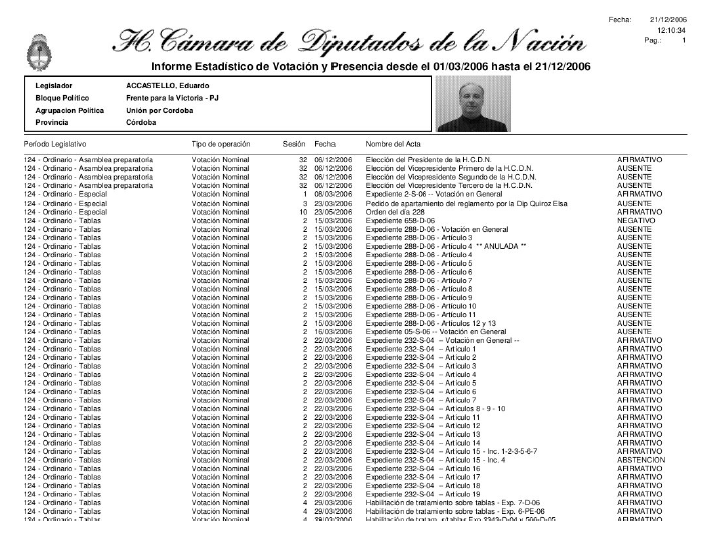 Fecha: 21/12/2006
12:10:34
Pag.: 1
H. Cámara de Diputados de la Nación
Informe Estadístico de Votación y Presencia desde el 01/03/2006 hasta el 21/12/2006
Legislador ACCASTELLO, Eduardo
Bloque Político Frente para la Victoria - PJ
Agrupacion Política Unión por Cordoba
Provincia Córdoba
Período Legislativo Tipo de operación Sesión Fecha Nombre del Acta
124 - Ordinario - Asamblea preparatoria Votación Nominal 32 06/12/2006 Elección del Presidente de la H.C.D.N. AFIRMATIVO
124 - Ordinario - Asamblea preparatoria Votación Nominal 32 06/12/2006 Elección del Vicepresidente Primero de la H.C.D.N. AUSENTE
124 - Ordinario - Asamblea preparatoria Votación Nominal 32 06/12/2006 Elección del Vicepresidente Segundo de la H.C.D.N. AUSENTE
124 - Ordinario - Asamblea preparatoria Votación Nominal 32 06/12/2006 Elección del Vicepresidente Tercero de la H.C.D.N. AUSENTE
124 - Ordinario - Especial Votación Nominal 1 08/03/2006 Expediente 2-S-06 -- Votación en General AFIRMATIVO
124 - Ordinario - Especial Votación Nominal 3 23/03/2006 Pedido de apartamiento del reglamento por la Dip Quiroz Elsa AUSENTE
124 - Ordinario - Especial Votación Nominal 10 23/05/2006 Orden del día 228 AFIRMATIVO
124 - Ordinario - Tablas Votación Nominal 2 15/03/2006 Expediente 658-D-06 NEGATIVO
124 - Ordinario - Tablas Votación Nominal 2 15/03/2006 Expediente 288-D-06 - Votación en General AUSENTE
124 - Ordinario - Tablas Votación Nominal 2 15/03/2006 Expediente 288-D-06 - Artículo 3 AUSENTE
124 - Ordinario - Tablas Votación Nominal 2 15/03/2006 Expediente 288-D-06 - Artículo 4 ** ANULADA ** AUSENTE
124 - Ordinario - Tablas Votación Nominal 2 15/03/2006 Expediente 288-D-06 - Artículo 4 AUSENTE
124 - Ordinario - Tablas Votación Nominal 2 15/03/2006 Expediente 288-D-06 - Artículo 5 AUSENTE
124 - Ordinario - Tablas Votación Nominal 2 15/03/2006 Expediente 288-D-06 - Artículo 6 AUSENTE
124 - Ordinario - Tablas Votación Nominal 2 15/03/2006 Expediente 288-D-06 - Artículo 7 AUSENTE
124 - Ordinario - Tablas Votación Nominal 2 15/03/2006 Expediente 288-D-06 - Artículo 8 AUSENTE
124 - Ordinario - Tablas Votación Nominal 2 15/03/2006 Expediente 288-D-06 - Artículo 9 AUSENTE
124 - Ordinario - Tablas Votación Nominal 2 15/03/2006 Expediente 288-D-06 - Artículo 10 AUSENTE
124 - Ordinario - Tablas Votación Nominal 2 15/03/2006 Expediente 288-D-06 - Artículo 11 AUSENTE
124 - Ordinario - Tablas Votación Nominal 2 15/03/2006 Expediente 288-D-06 - Artículos 12 y 13 AUSENTE
124 - Ordinario - Tablas Votación Nominal 2 16/03/2006 Expediente 05-S-06 -- Votación en General AUSENTE
124 - Ordinario - Tablas Votación Nominal 2 22/03/2006 Expediente 232-S-04 -- Votación en General -- AFIRMATIVO
124 - Ordinario - Tablas Votación Nominal 2 22/03/2006 Expediente 232-S-04 -- Artículo 1 AFIRMATIVO
124 - Ordinario - Tablas Votación Nominal 2 22/03/2006 Expediente 232-S-04 -- Artículo 2 AFIRMATIVO
124 - Ordinario - Tablas Votación Nominal 2 22/03/2006 Expediente 232-S-04 -- Artículo 3 AFIRMATIVO
124 - Ordinario - Tablas Votación Nominal 2 22/03/2006 Expediente 232-S-04 -- Artículo 4 AFIRMATIVO
124 - Ordinario - Tablas Votación Nominal 2 22/03/2006 Expediente 232-S-04 -- Artículo 5 AFIRMATIVO
124 - Ordinario - Tablas Votación Nominal 2 22/03/2006 Expediente 232-S-04 -- Artículo 6 AFIRMATIVO
124 - Ordinario - Tablas Votación Nominal 2 22/03/2006 Expediente 232-S-04 -- Artículo 7 AFIRMATIVO
124 - Ordinario - Tablas Votación Nominal 2 22/03/2006 Expediente 232-S-04 -- Artículos 8 - 9 - 10 AFIRMATIVO
124 - Ordinario - Tablas Votación Nominal 2 22/03/2006 Expediente 232-S-04 -- Artículo 11 AFIRMATIVO
124 - Ordinario - Tablas Votación Nominal 2 22/03/2006 Expediente 232-S-04 -- Artículo 12 AFIRMATIVO
124 - Ordinario - Tablas Votación Nominal 2 22/03/2006 Expediente 232-S-04 -- Artículo 13 AFIRMATIVO
124 - Ordinario - Tablas Votación Nominal 2 22/03/2006 Expediente 232-S-04 -- Artículo 14 AFIRMATIVO
124 - Ordinario - Tablas Votación Nominal 2 22/03/2006 Expediente 232-S-04 -- Artículo 15 - Inc. 1-2-3-5-6-7 AFIRMATIVO
124 - Ordinario - Tablas Votación Nominal 2 22/03/2006 Expediente 232-S-04 -- Artículo 15 - Inc. 4 ABSTENCION
124 - Ordinario - Tablas Votación Nominal 2 22/03/2006 Expediente 232-S-04 -- Artículo 16 AFIRMATIVO
124 - Ordinario - Tablas Votación Nominal 2 22/03/2006 Expediente 232-S-04 -- Artículo 17 AFIRMATIVO
124 - Ordinario - Tablas Votación Nominal 2 22/03/2006 Expediente 232-S-04 -- Artículo 18 AFIRMATIVO
124 - Ordinario - Tablas Votación Nominal 2 22/03/2006 Expediente 232-S-04 -- Artículo 19 AFIRMATIVO
124 - Ordinario - Tablas Votación Nominal 4 29/03/2006 Habilitación de tratamiento sobre tablas - Exp. 7-D-06 AFIRMATIVO
124 - Ordinario - Tablas Votación Nominal 4 29/03/2006 Habilitación de tratamiento sobre tablas - Exp. 6-PE-06 AFIRMATIVO
124 - Ordinario - Tablas Votación Nominal 4 29/03/2006 Habilitación de tratam. s/tablas Exp 2343-D-04 y 500-D-05 AFIRMATIVO